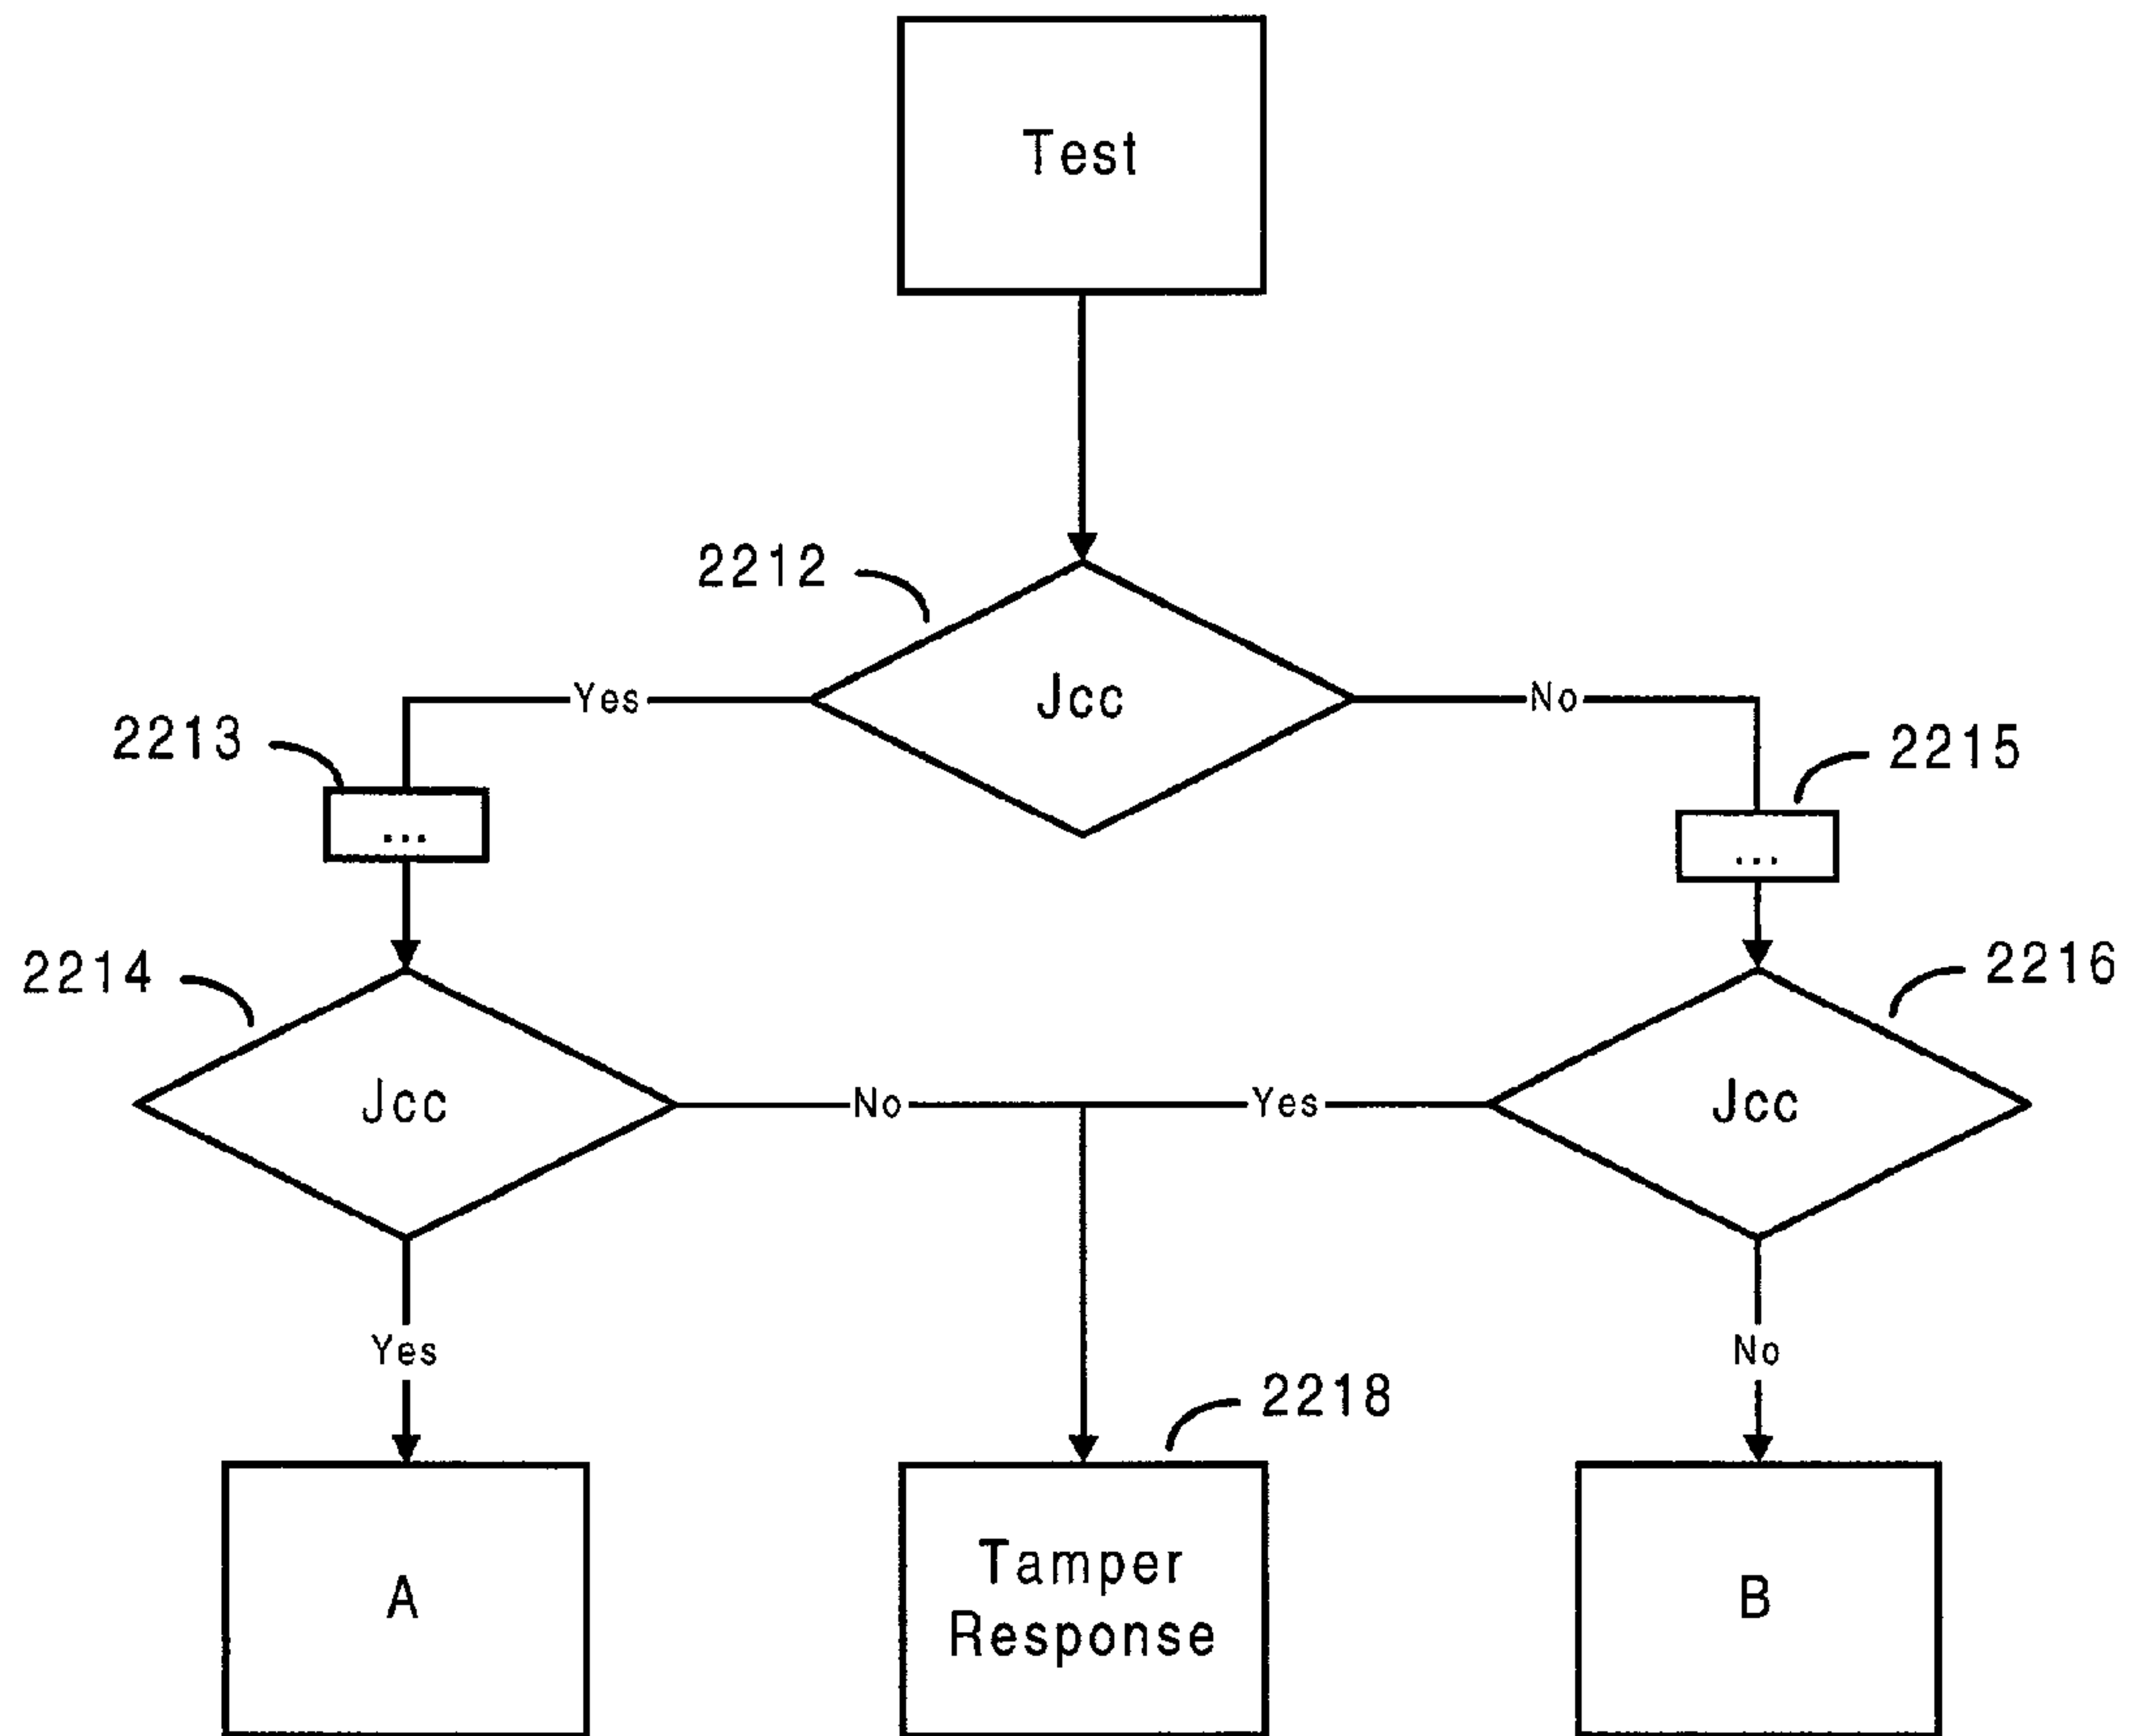 Test
2212
Jcc
Yes
No
2213
...
2215
...
2214
Jcc
No
Yes
2216
Jcc
Yes
No
2218
A
Tamper
Response
B